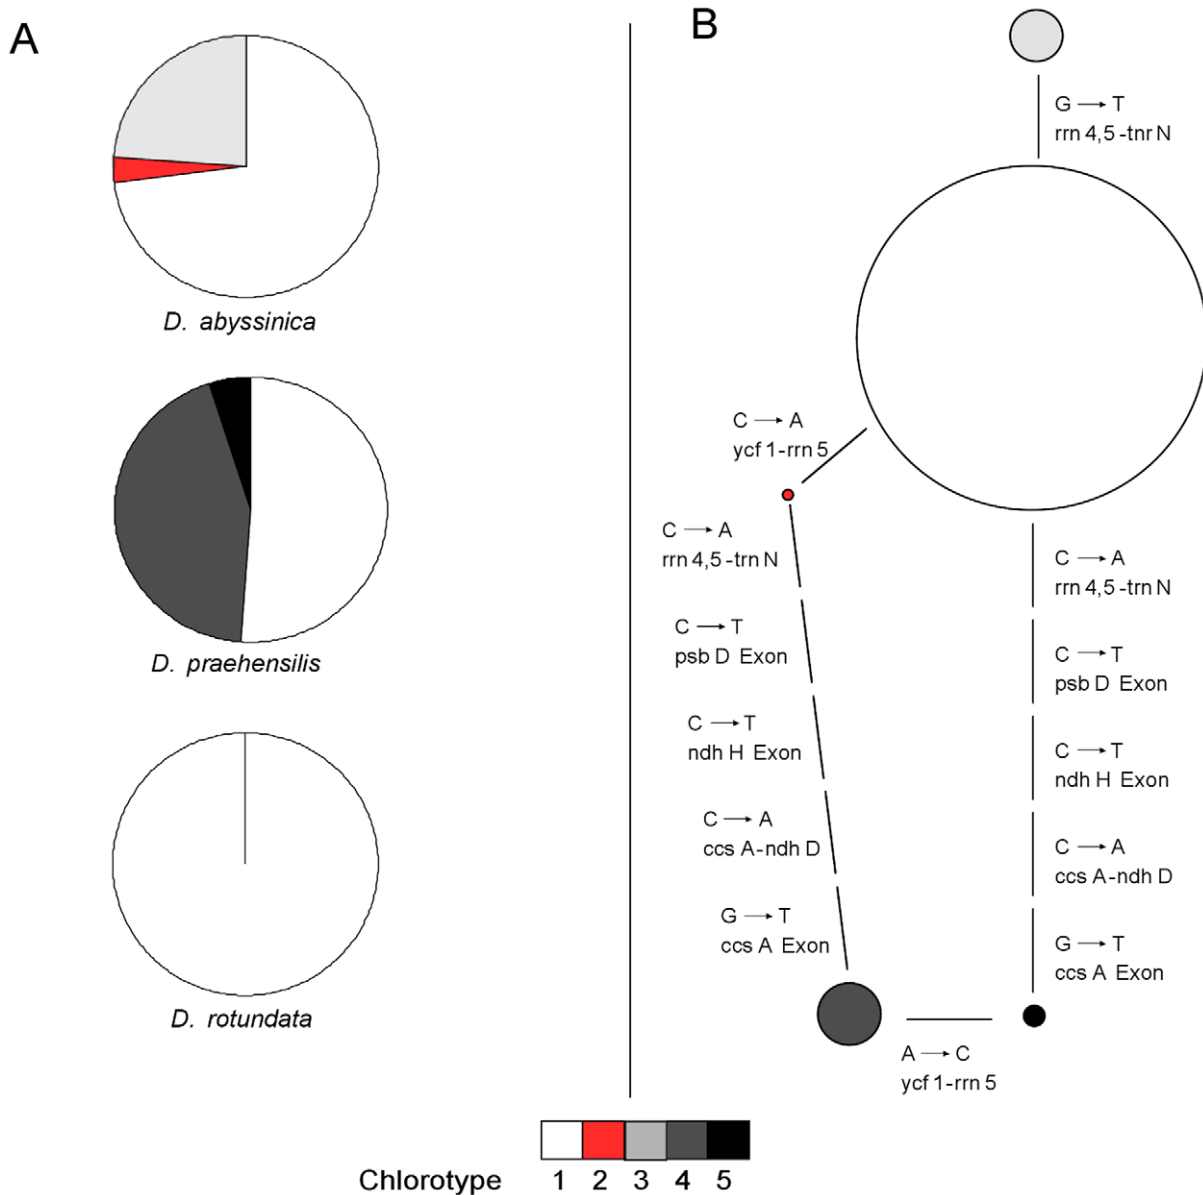 A
B
G → T
rrn 4,5-tnr N
D. abyssinica
C → A
ycf 1-rrn 5
C → A
rrn 4,5-trn N
C → T
psb D Exon
C → T
ndh H Exon
C → A
ccs A-ndh D
G → T
ccs A Exon
C → A
rrn 4,5-trn N
C → T
psb D Exon
C → T
ndh H Exon
C → A
ccs A-ndh D
G → T
ccs A Exon
A → C
ycf 1-rrn 5
D. praehensilis
D. rotundata
Chlorotype 1 2 3 4 5